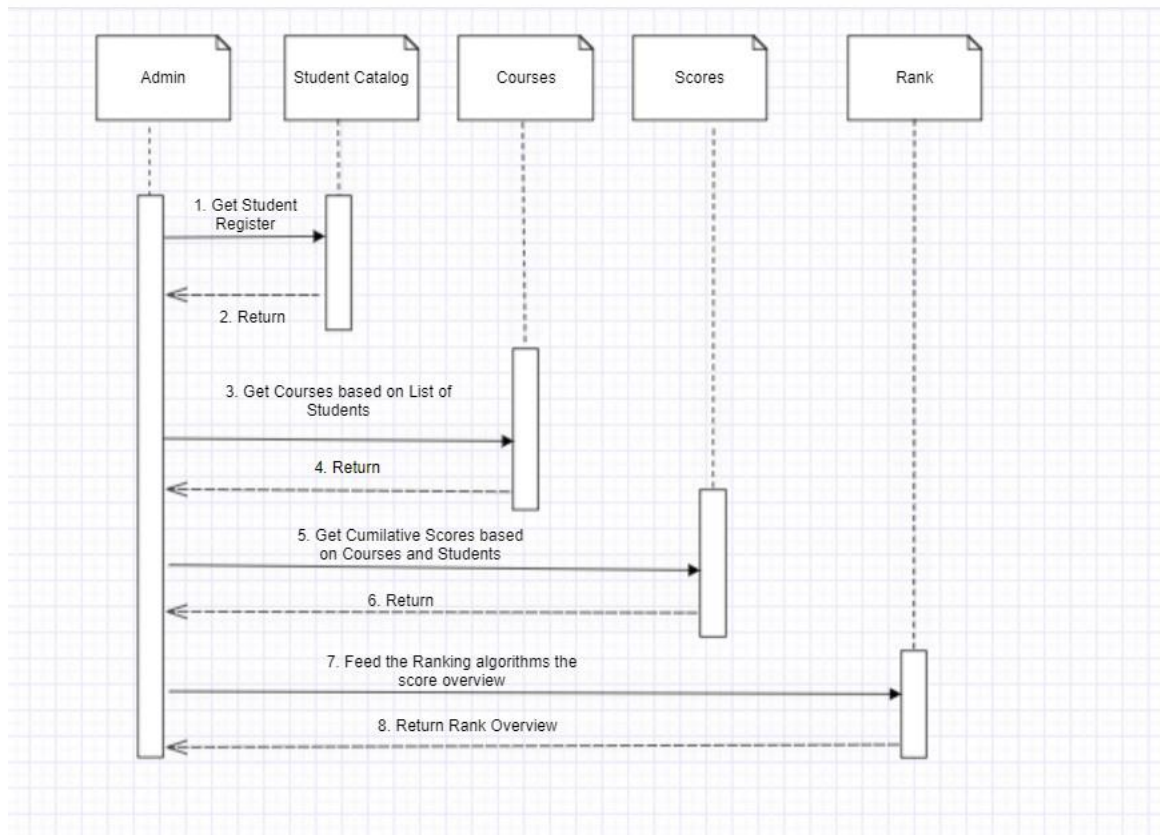 Admin
Student Catalog
Courses
Scores
Rank
1. Get Student
Register
2. Return
3. Get Courses based on List of
Students
4. Return
5. Get Cumilative Scores based
on Courses and Students
6. Return
7. Feed the Ranking algorithms the
score overview
8. Return Rank Overview